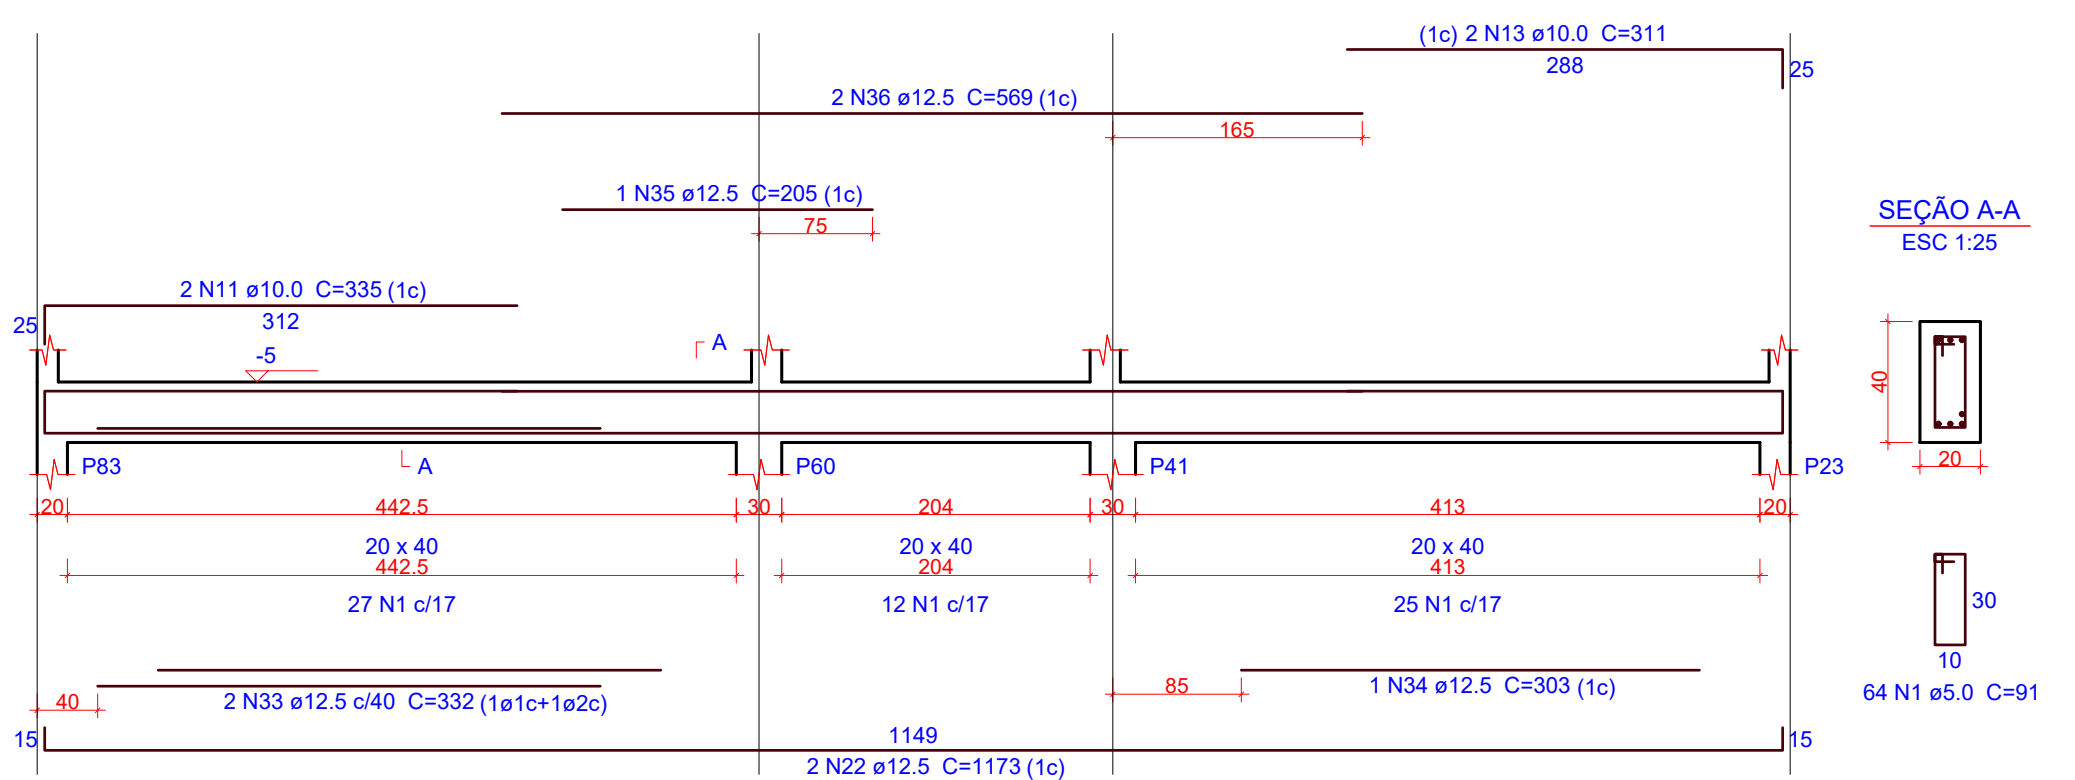 (1c) 2 N13 ø10.0 C=311
288
25
2 N36 ø12.5 C=569 (1c)
165
1 N35 ø12.5 C=205 (1c)
75
SEÇÃO A-A
ESC 1:25
2 N11 ø10.0 C=335 (1c)
312
25
-5
A
40
20
P83
A
P60
P41
P23
20
442.5
30
204
30
413
20
20 x 40
20 x 40
20 x 40
442.5
204
413
27 N1 c/17
12 N1 c/17
25 N1 c/17
30
10
64 N1 ø5.0 C=91
40
2 N33 ø12.5 c/40 C=332 (1ø1c+1ø2c)
85
1 N34 ø12.5 C=303 (1c)
15
1149
15
2 N22 ø12.5 C=1173 (1c)